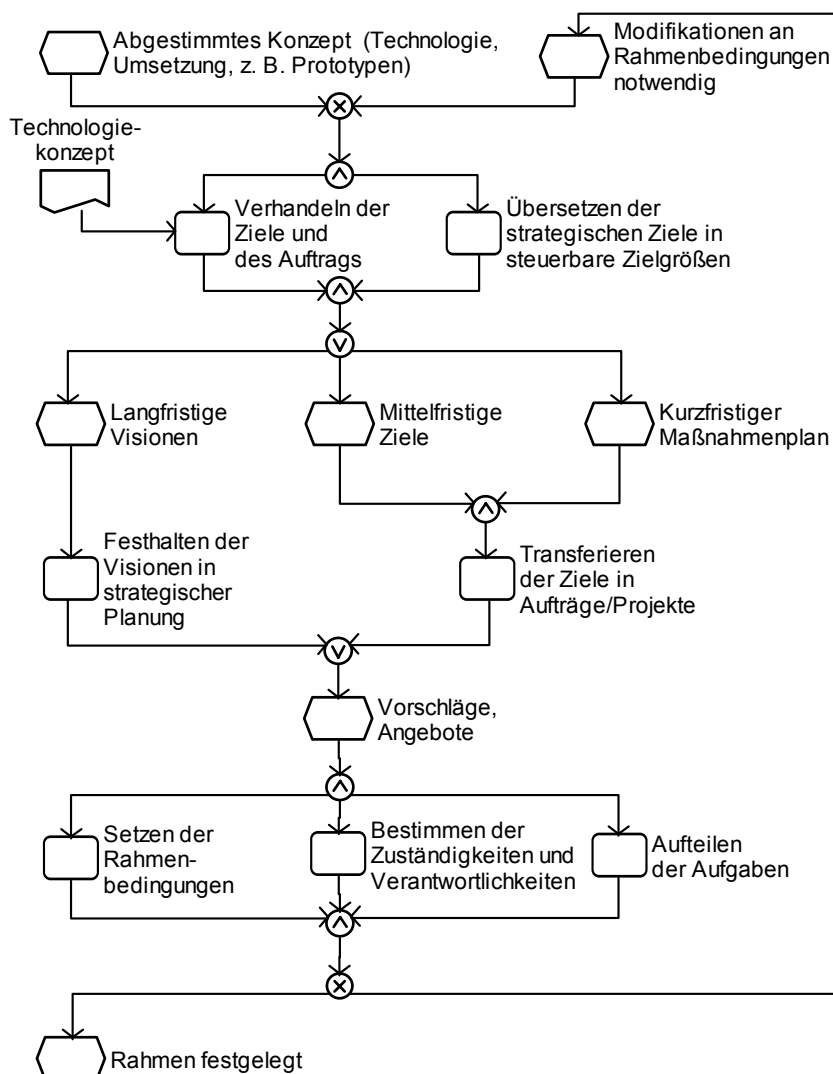 Abgestimmtes Konzept (Technologie,
Umsetzung, z. B. Prototypen)
Modifikationen an
Rahmenbedingungen
notwendig
Technologie-
konzept
Verhandeln der
Ziele und
des Auftrags
Übersetzen der
strategischen Ziele in
steuerbare Zielgrößen
Langfristige
Visionen
Mittelfristige
Ziele
Kurzfristiger
Maßnahmenplan
Festhalten der
Visionen in
strategischer
Planung
Transferieren
der Ziele in
Aufträge/Projekte
Vorschläge,
Angebote
Setzen der
Rahmen-
bedingungen
Bestimmen der
Zuständigkeiten und
Verantwortlichkeiten
Aufteilen
der Aufgaben
Rahmen festgelegt